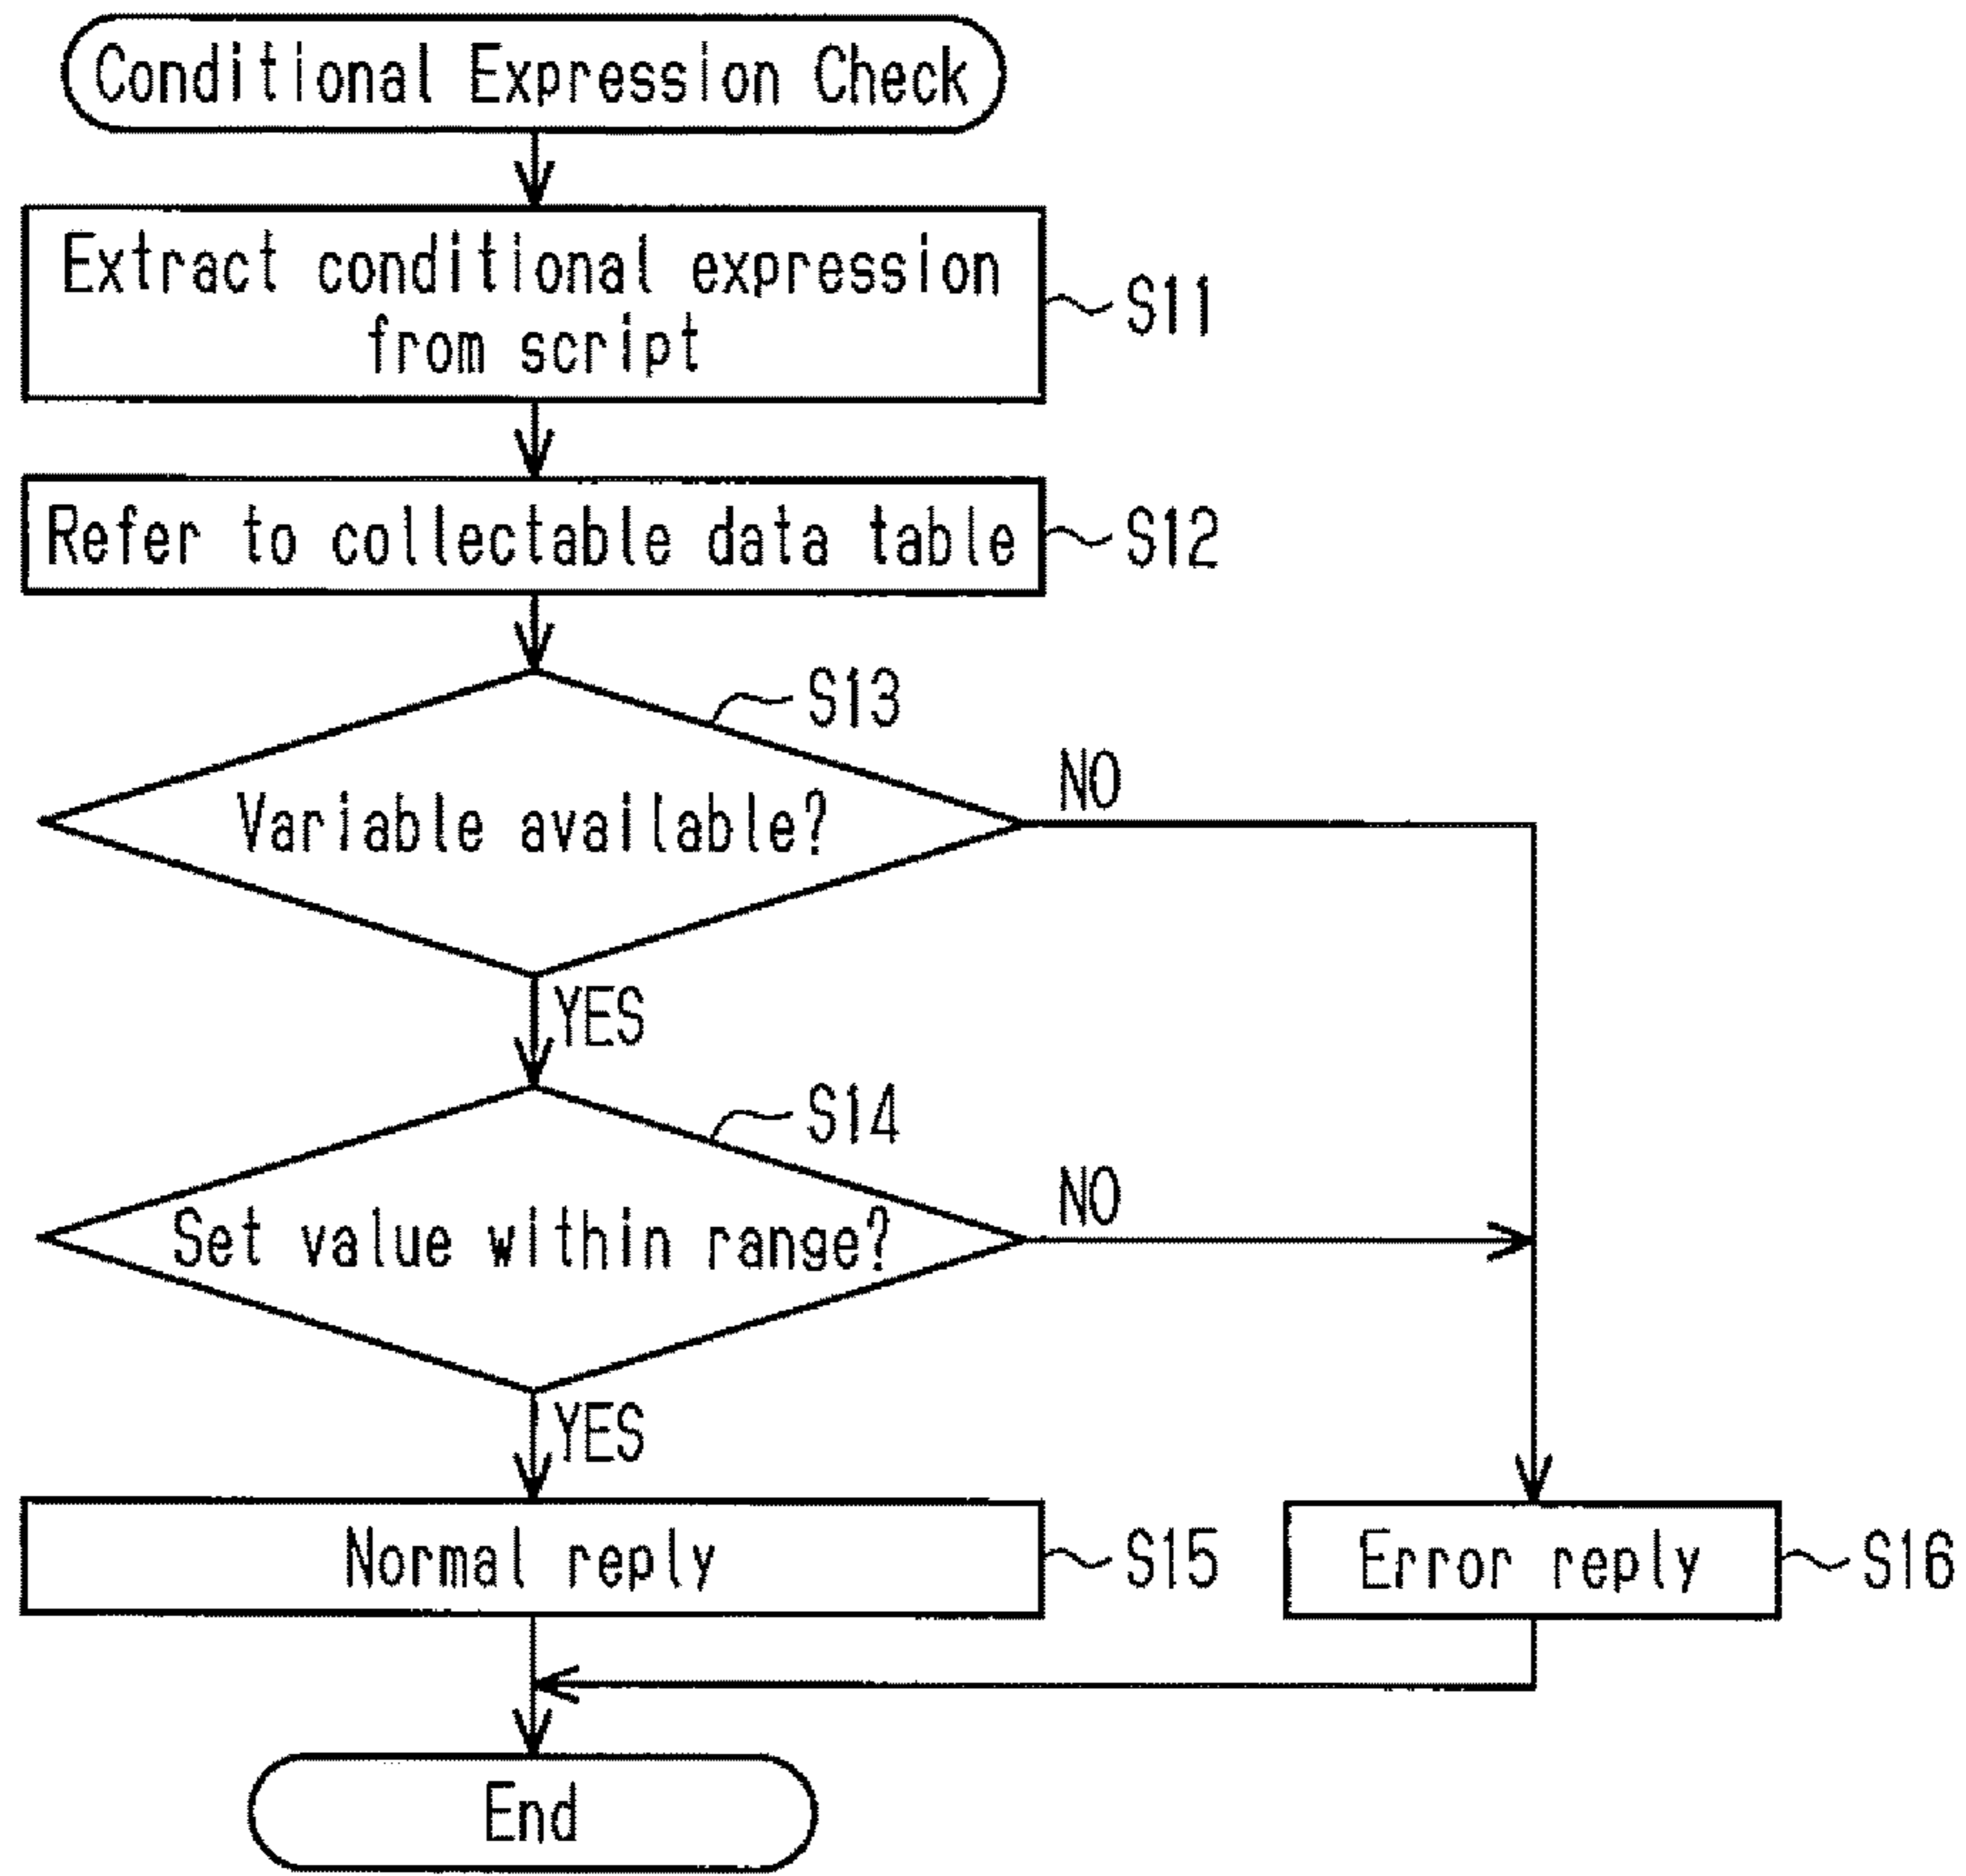 Conditional Expression Check
Extract conditional expression
from script
S11
Refer to collectable data table
S12
S13
Variable available?
NO
YES
S14
Set value within range?
NO
YES
Normal reply
S15
Error reply
S16
End